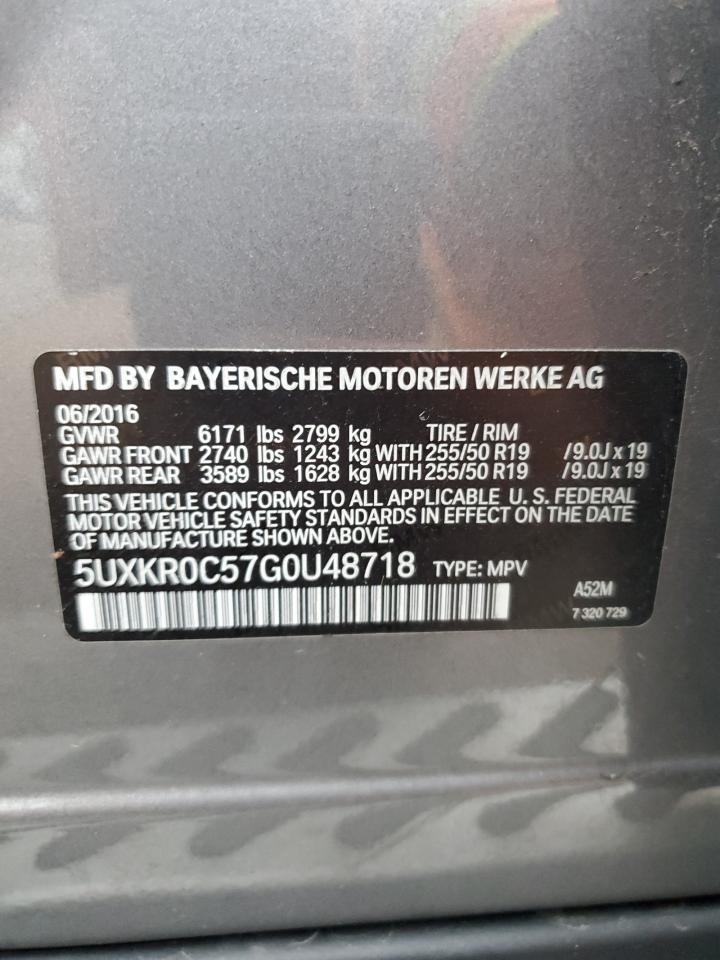 MFD BY BAYERISCHE MOTOREN WERKE AG
06/2016
GVWR 6171 lbs 2799 kg TIRE / RIM
GAWR FRONT 2740 lbs 1243 kg WITH 255/50 R19 /9.0J x 19
GAWR REAR 3589 lbs 1628 kg WITH 255/50 R19 /9.0J x 19
THIS VEHICLE CONFORMS TO ALL APPLICABLE U. S. FEDERAL
MOTOR VEHICLE SAFETY STANDARDS IN EFFECT ON THE DATE
OF MANUFACTURE SHOWN ABOVE.
5UXKR0C57G0U48718 TYPE: MPV
A52M
7 320 729